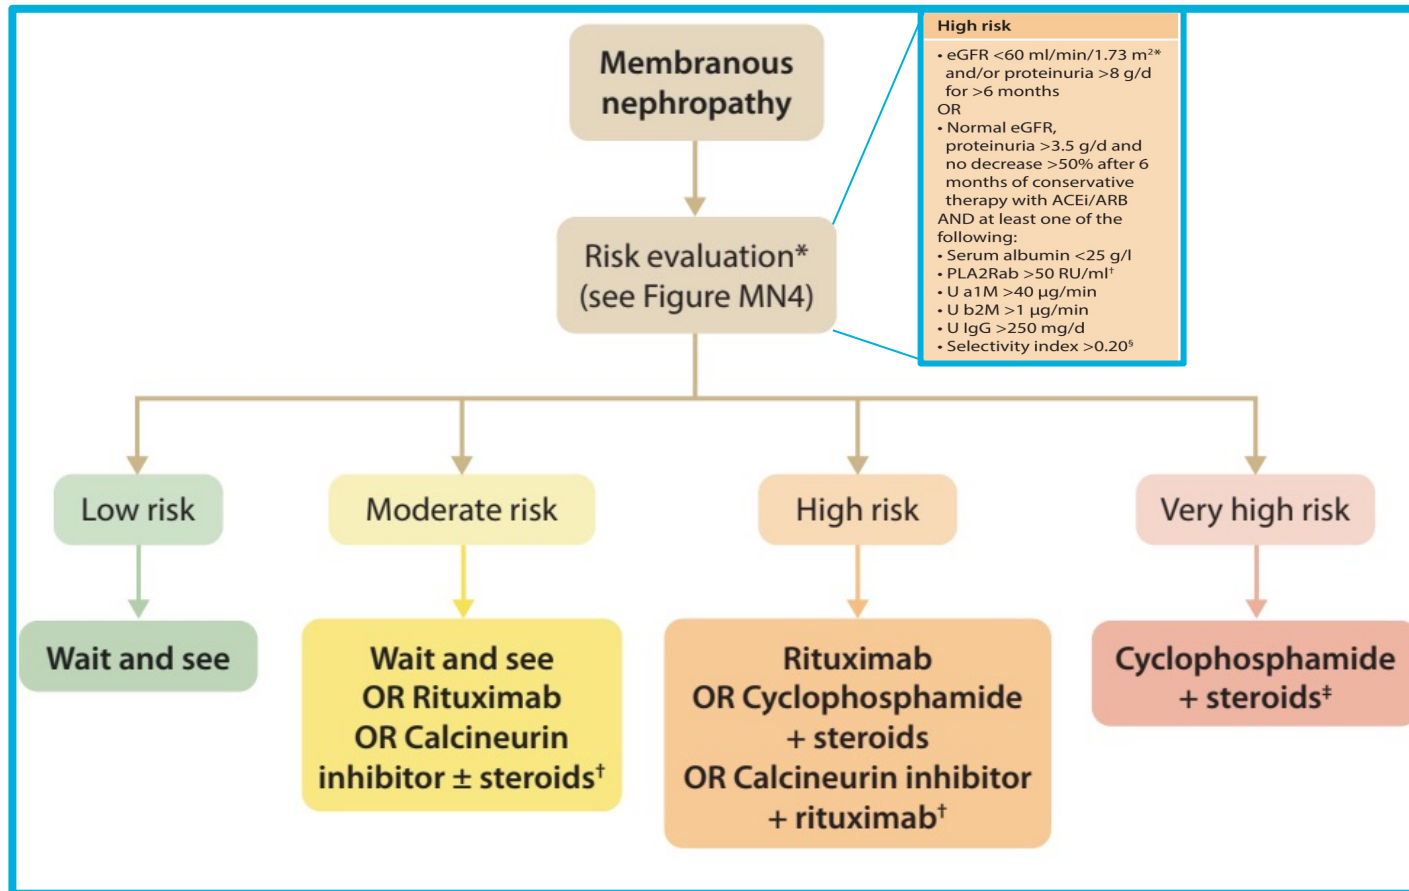 Membranous
nephropathy
High risk
• eGFR <60 ml/min/1.73 m²*
and/or proteinuria >8 g/d
for >6 months
OR
• Normal eGFR,
proteinuria >3.5 g/d and
no decrease >50% after 6
months of conservative
therapy with ACEi/ARB
AND at least one of the
following:
• Serum albumin <25 g/l
• PLA2Rab >50 RU/ml†
• U a1M >40 µg/min
• U b2M >1 µg/min
• U IgG >250 mg/d
• Selectivity index >0.20§
Risk evaluation*
(see Figure MN4)
Low risk
Moderate risk
High risk
Very high risk
Wait and see
Wait and see
OR Rituximab
OR Calcineurin
inhibitor ± steroids†
Rituximab
OR Cyclophosphamide
+ steroids
OR Calcineurin inhibitor
+ rituximab†
Cyclophosphamide
+ steroids‡